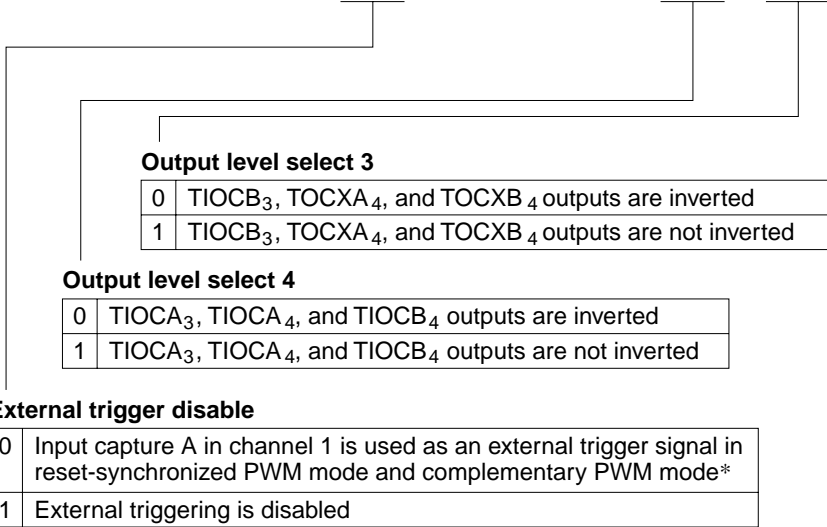 Output level select 3
0 TIOCB3, TOCXA4, and TOCXB4 outputs are inverted
1 TIOCB3, TOCXA4, and TOCXB4 outputs are not inverted
Output level select 4
0 TIOCA3, TIOCA4, and TIOCB4 outputs are inverted
1 TIOCA3, TIOCA4, and TIOCB4 outputs are not inverted
External trigger disable
0 Input capture A in channel 1 is used as an external trigger signal in
reset-synchronized PWM mode and complementary PWM mode*
1 External triggering is disabled